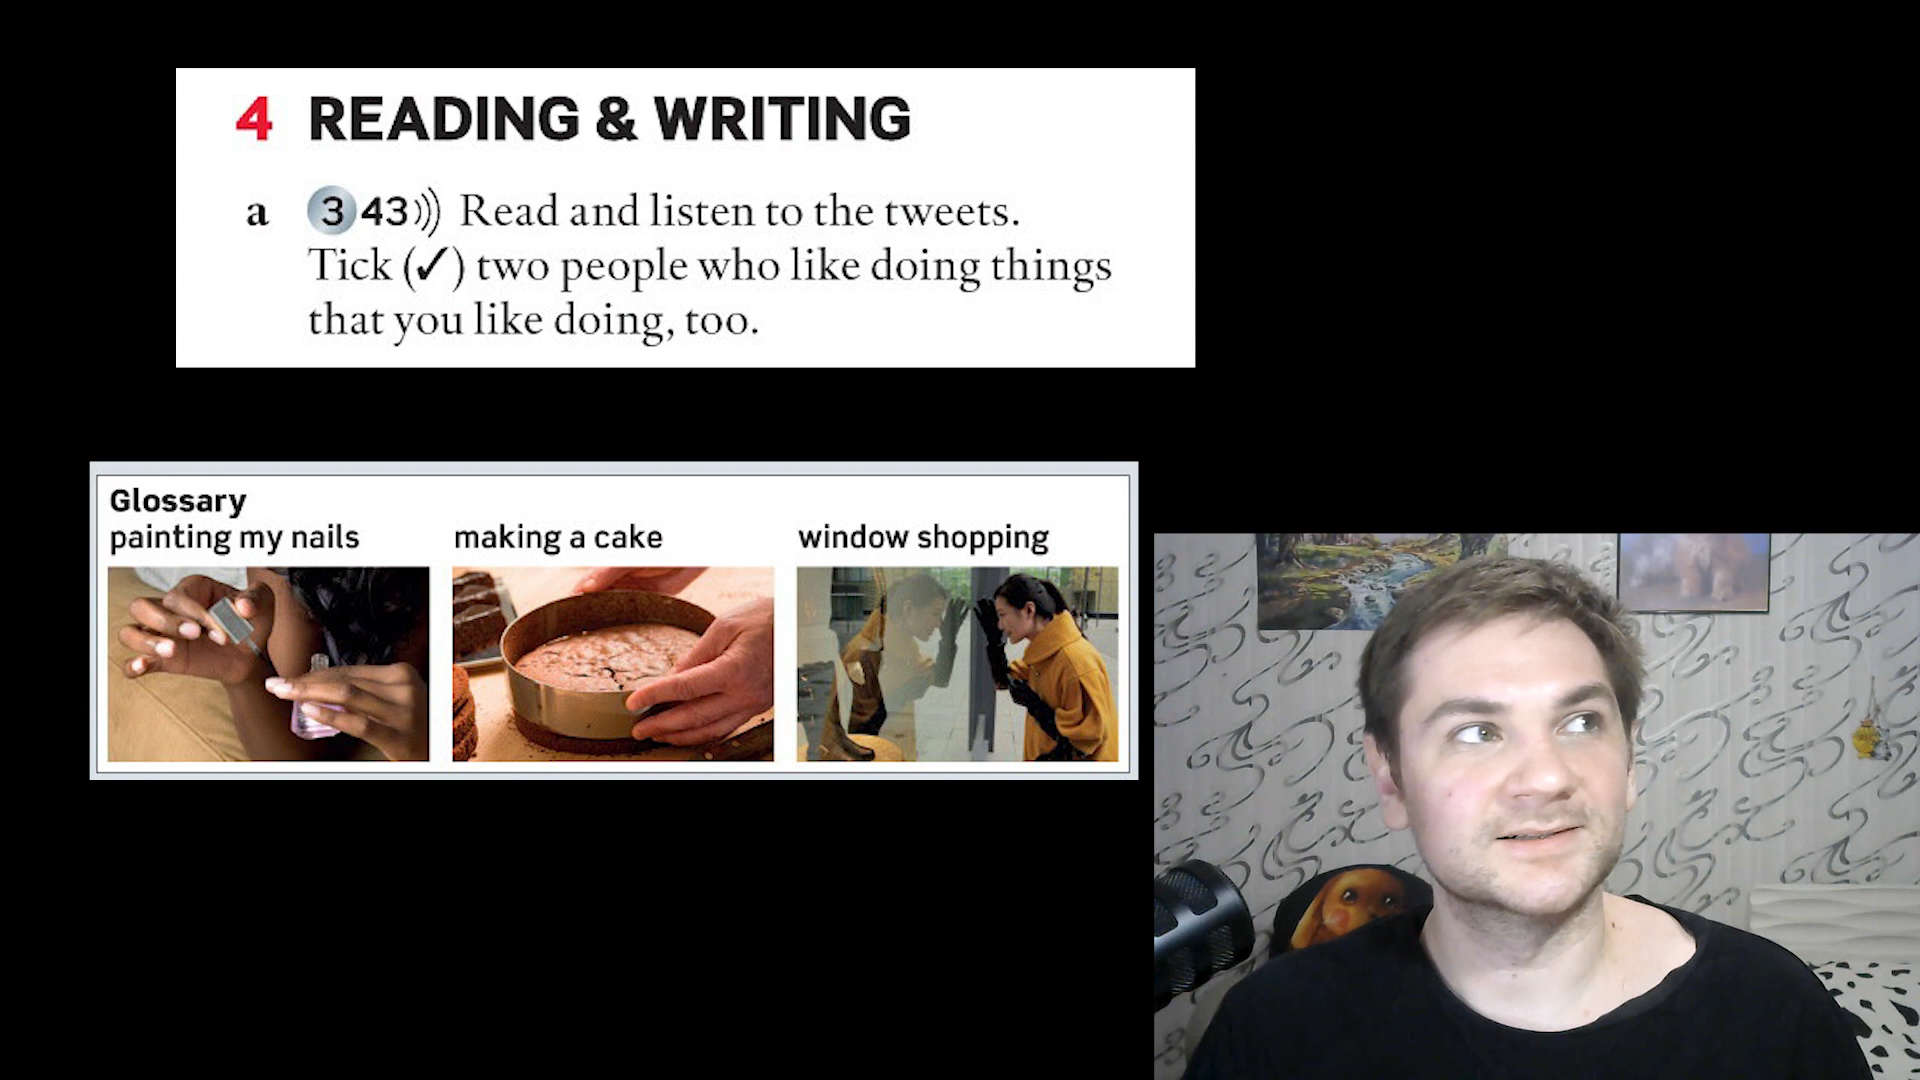 4 READING & WRITING
a 3 43 Read and listen to the tweets.
Tick (✓) two people who like doing things
that you like doing, too.
Glossary
painting my nails making a cake window shopping